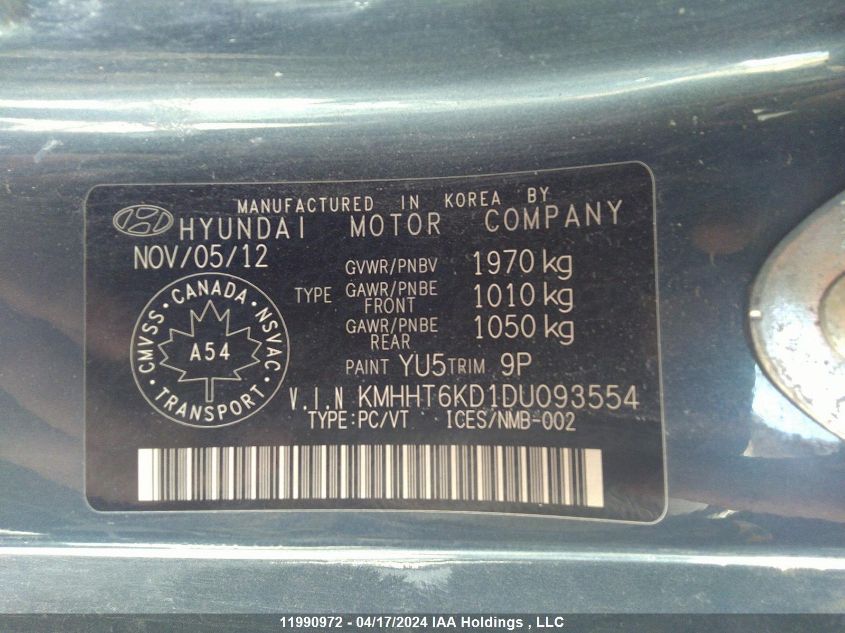 MANUFACTURED IN KOREA BY
HYUNDAI MOTOR COMPANY
NOV/05/12
GVWR/PNBV 1970 kg
TYPE GAWR/PNBE FRONT 1010 kg
GAWR/PNBE REAR 1050 kg
CANADA
CMVSS • NSVAC
A54
TRANSPORT
PAINT YU5 TRIM 9P
V.I.N KMHHT6KD1DU093554
TYPE:PC/VT ICES/NMB-002
11990972 - 04/17/2024 IAA Holdings , LLC